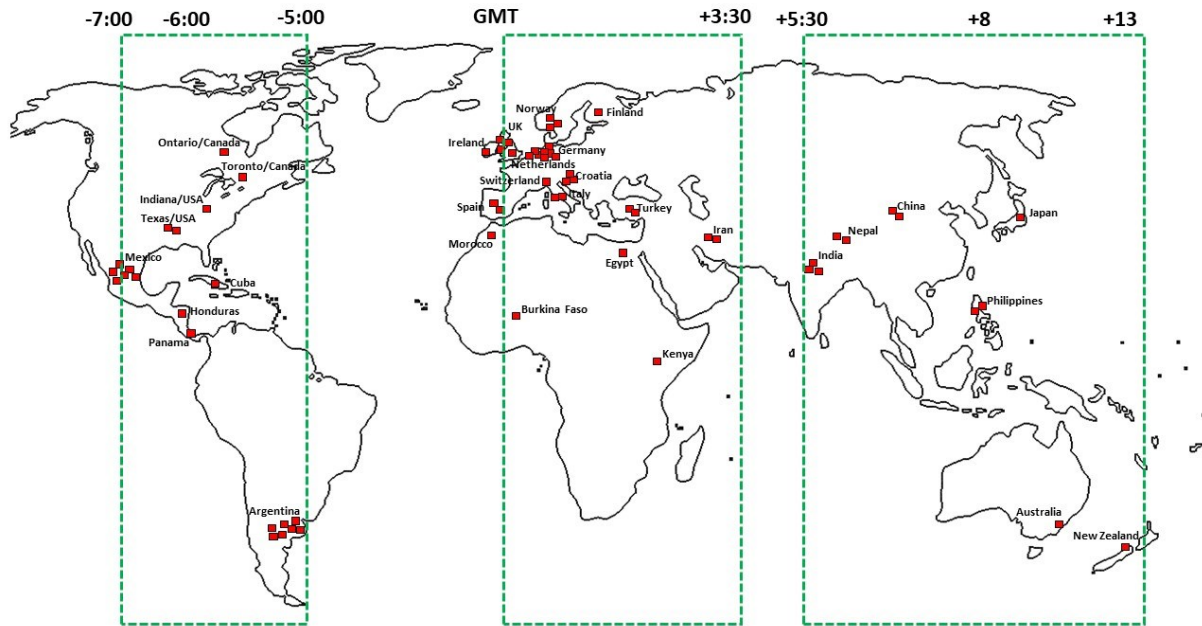 -7:00 -6:00 -5:00 GMT +3:30 +5:30 +8 +13
Norway
Finland
UK
Ireland
Germany
Ontario/Canada
Netherlands
Toronto/Canada
Switzerland
Croatia
Indiana/USA
Italy
Spain
Turkey
China
Japan
Texas/USA
Iran
Nepal
Morocco
Egypt
India
Mexico
Cuba
Honduras
Burkina Faso
Philippines
Panama
Kenya
Argentina
Australia
New Zealand